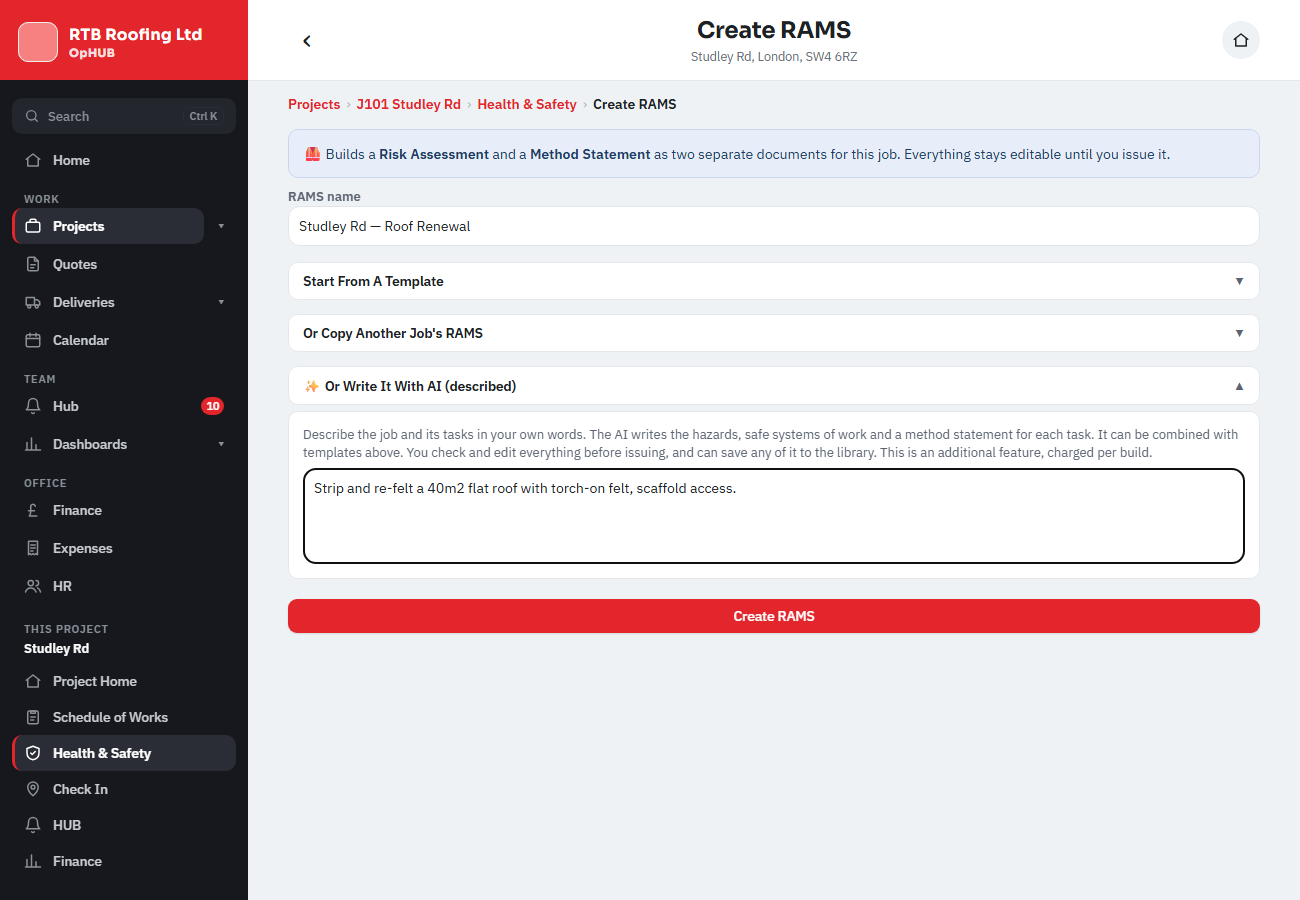 RTB Roofing Ltd
OpHUB
Search Ctrl K
Home
WORK
Projects
Quotes
Deliveries
Calendar
TEAM
Hub 10
Dashboards
OFFICE
Finance
Expenses
HR
THIS PROJECT
Studley Rd
Project Home
Schedule of Works
Health & Safety
Check In
HUB
Finance
Create RAMS
Studley Rd, London, SW4 6RZ
Projects › J101 Studley Rd › Health & Safety › Create RAMS
Builds a Risk Assessment and a Method Statement as two separate documents for this job. Everything stays editable until you issue it.
RAMS name
Studley Rd — Roof Renewal
Start From A Template
Or Copy Another Job's RAMS
Or Write It With AI (described)
Describe the job and its tasks in your own words. The AI writes the hazards, safe systems of work and a method statement for each task. It can be combined with
templates above. You check and edit everything before issuing, and can save any of it to the library. This is an additional feature, charged per build.
Strip and re-felt a 40m2 flat roof with torch-on felt, scaffold access.
Create RAMS